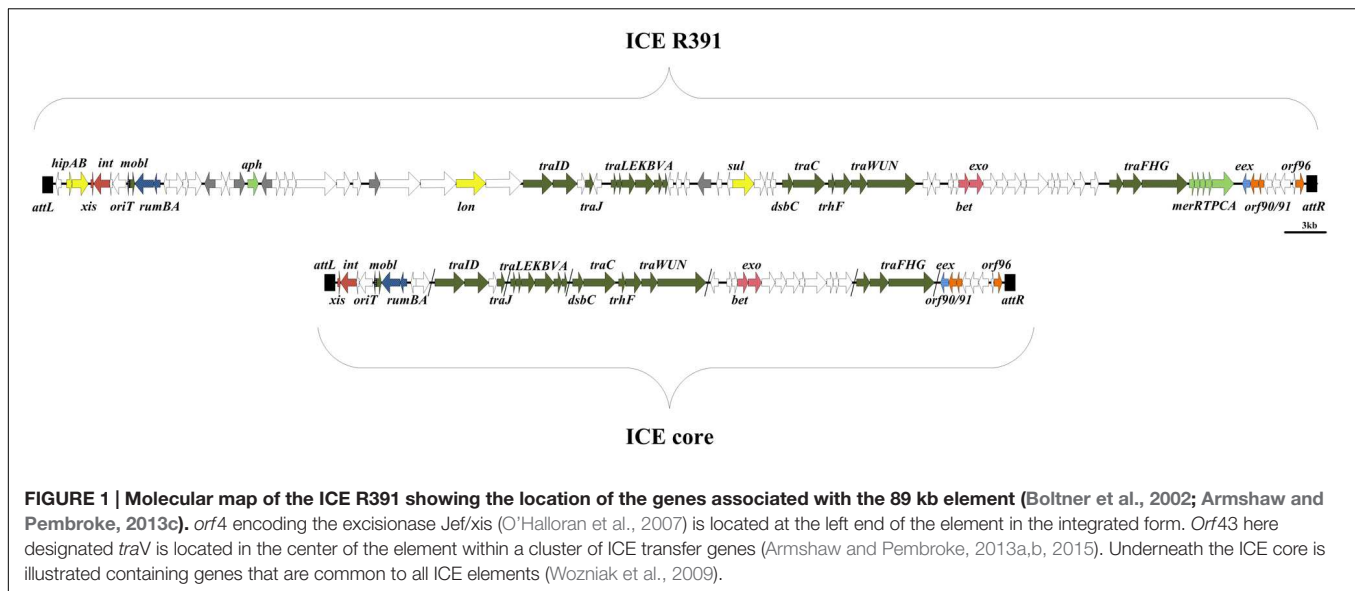 ICE R391
hipAB int mobI aph traID traLEKBVA sul traC traWUN exo traFHG eex orf96
attL xis oriT rumBA lon traJ dsbC trhF bet merRTPCA orf90/91 attR
3kb
attL int mobI traID traLEKBVA traC traWUN exo traFHG eex orf96
xis oriT rumBA traJ dsbC trhF bet orf90/91 attR
ICE core
FIGURE 1 | Molecular map of the ICE R391 showing the location of the genes associated with the 89 kb element (Boltner et al., 2002; Armshaw and
Pembroke, 2013c). orf4 encoding the excisionase Jef/xis (O'Halloran et al., 2007) is located at the left end of the element in the integrated form. Orf43 here
designated traV is located in the center of the element within a cluster of ICE transfer genes (Armshaw and Pembroke, 2013a,b, 2015). Underneath the ICE core is
illustrated containing genes that are common to all ICE elements (Wozniak et al., 2009).